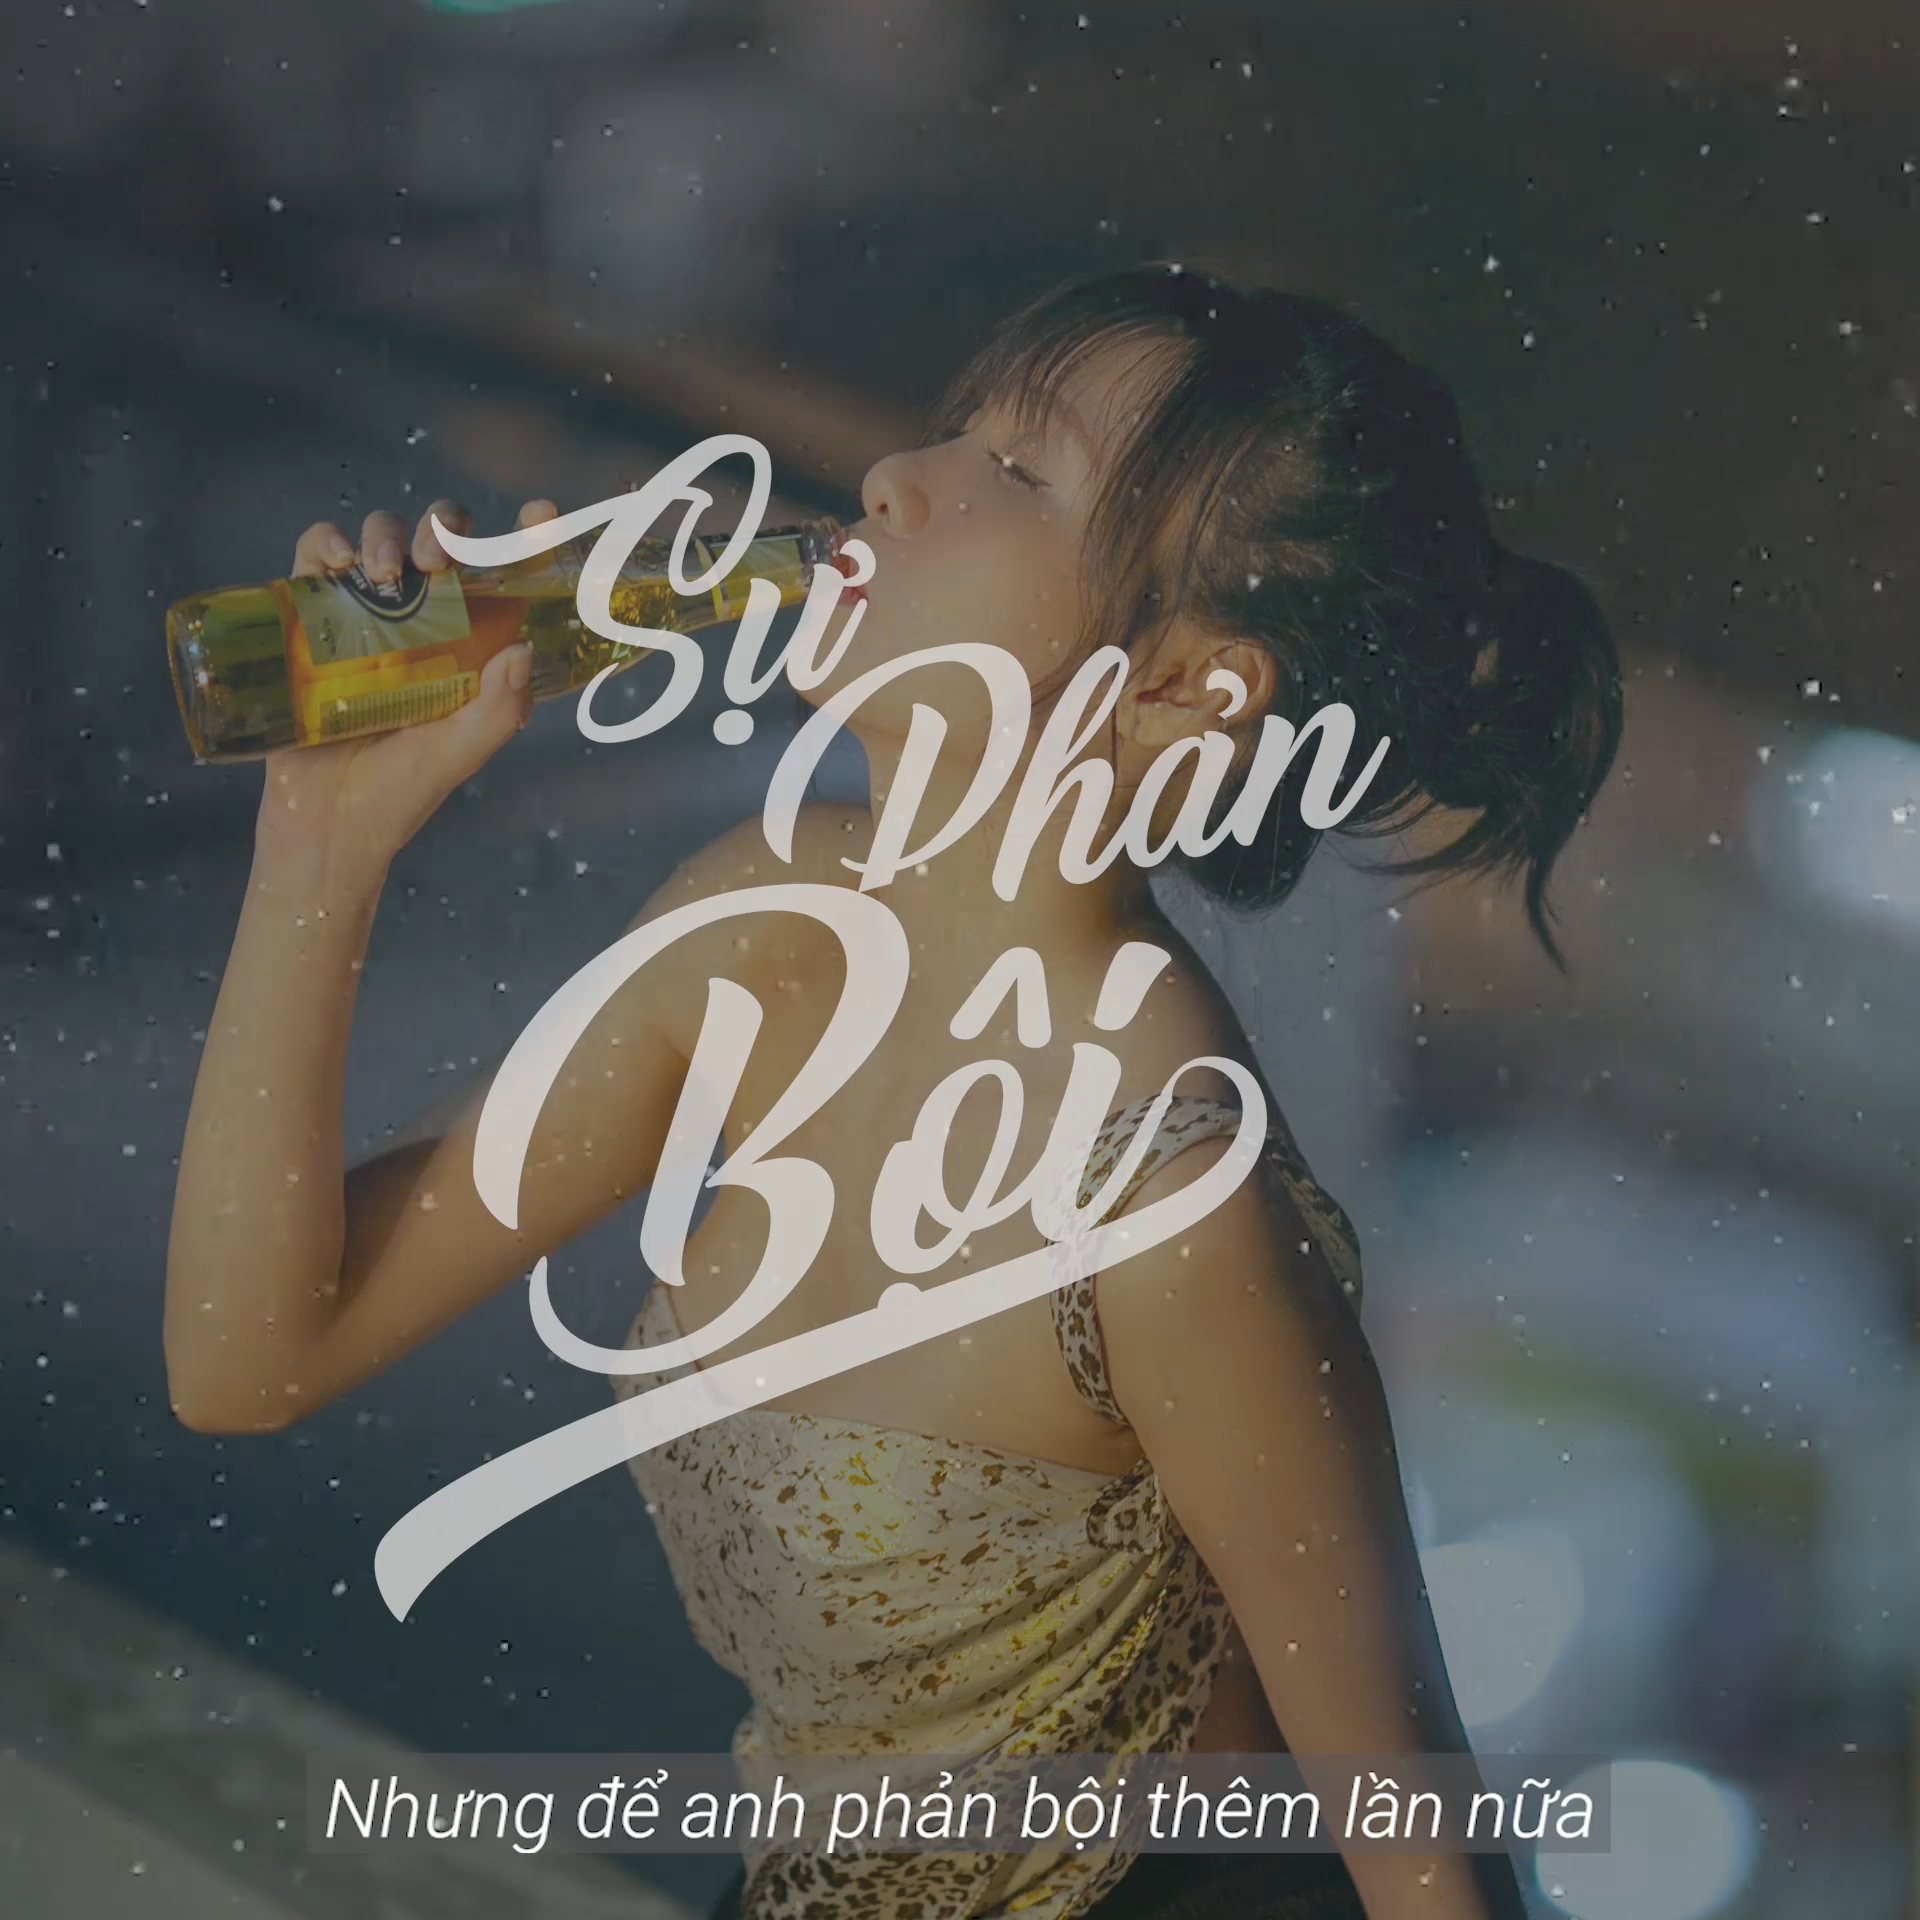 Sự
Phản
Bội
Nhưng để anh phản bội thêm lần nữa